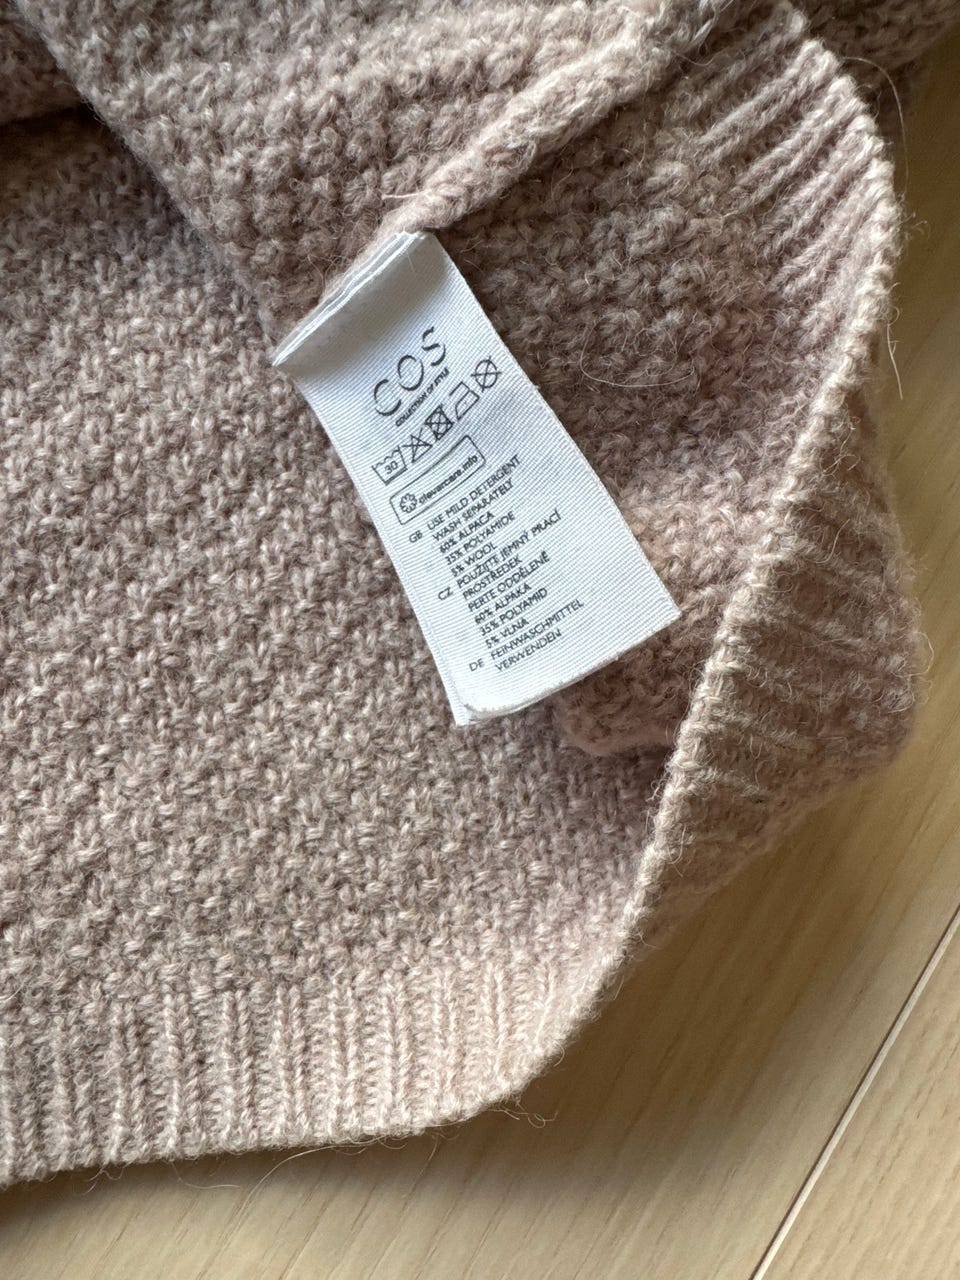 COS
COLLECTION OF STYLE
30
clevercare.info
GB USE MILD DETERGENT
WASH SEPARATELY
60% ALPACA
35% POLYAMIDE
5% WOOL
CZ POUŽIJTE JEMNÝ PRACÍ
PROSTŘEDEK
PERTE ODDĚLENĚ
60% ALPAKA
35% POLYAMID
5% VLNA
DE FEINWASCHMITTEL
VERWENDEN